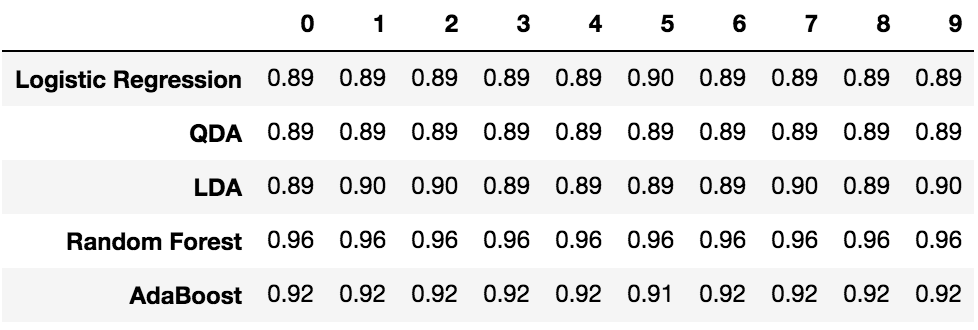 0 1 2 3 4 5 6 7 8 9
Logistic Regression 0.89 0.89 0.89 0.89 0.89 0.90 0.89 0.89 0.89 0.89
QDA 0.89 0.89 0.89 0.89 0.89 0.89 0.89 0.89 0.89 0.89
LDA 0.89 0.90 0.90 0.89 0.89 0.89 0.89 0.90 0.89 0.90
Random Forest 0.96 0.96 0.96 0.96 0.96 0.96 0.96 0.96 0.96 0.96
AdaBoost 0.92 0.92 0.92 0.92 0.92 0.91 0.92 0.92 0.92 0.92